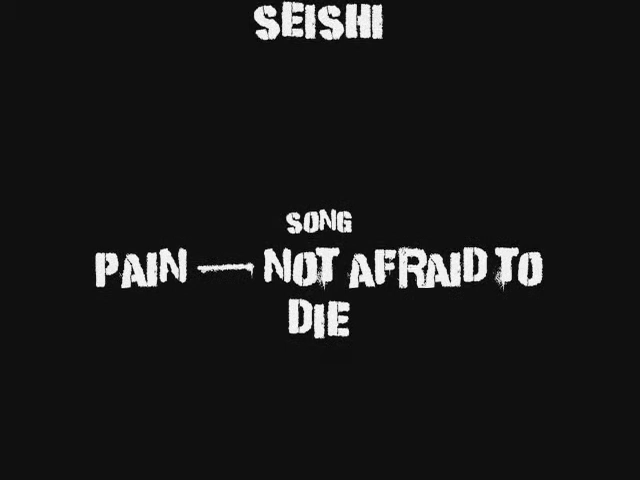 SEISHI
SONG
PAIN — NOT AFRAID TO
DIE